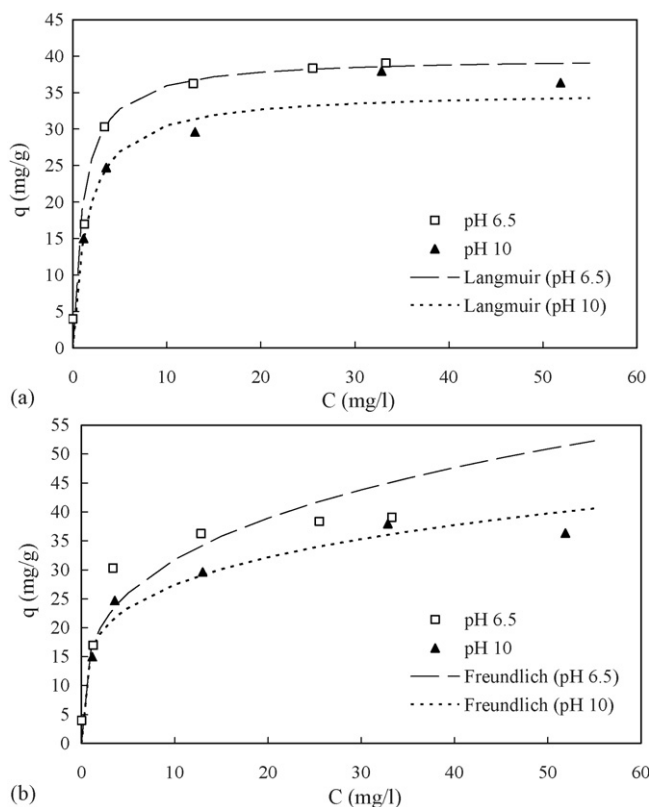 45
40
35
30
25
20
15
10
5
0
q (mg/g)
pH 6.5
pH 10
Langmuir (pH 6.5)
Langmuir (pH 10)
0 10 20 30 40 50 60
(a)
C (mg/l)
55
50
45
40
35
30
25
20
15
10
5
0
q (mg/g)
pH 6.5
pH 10
Freundlich (pH 6.5)
Freundlich (pH 10)
0 10 20 30 40 50 60
(b)
C (mg/l)